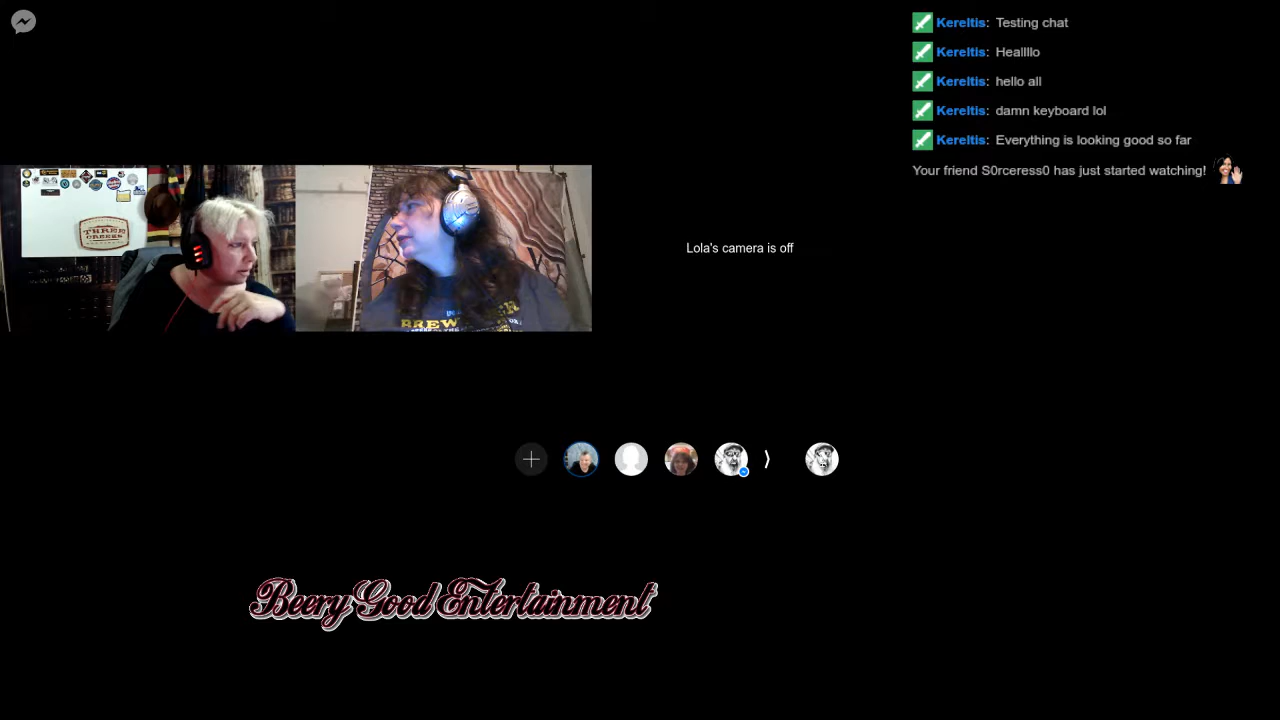 Kereltis: Testing chat
Kereltis: Heallllo
Kereltis: hello all
Kereltis: damn keyboard lol
Kereltis: Everything is looking good so far
Your friend S0rceress0 has just started watching!
THREE
CREEKS
BREW
Lola's camera is off
Beery Good Entertainment